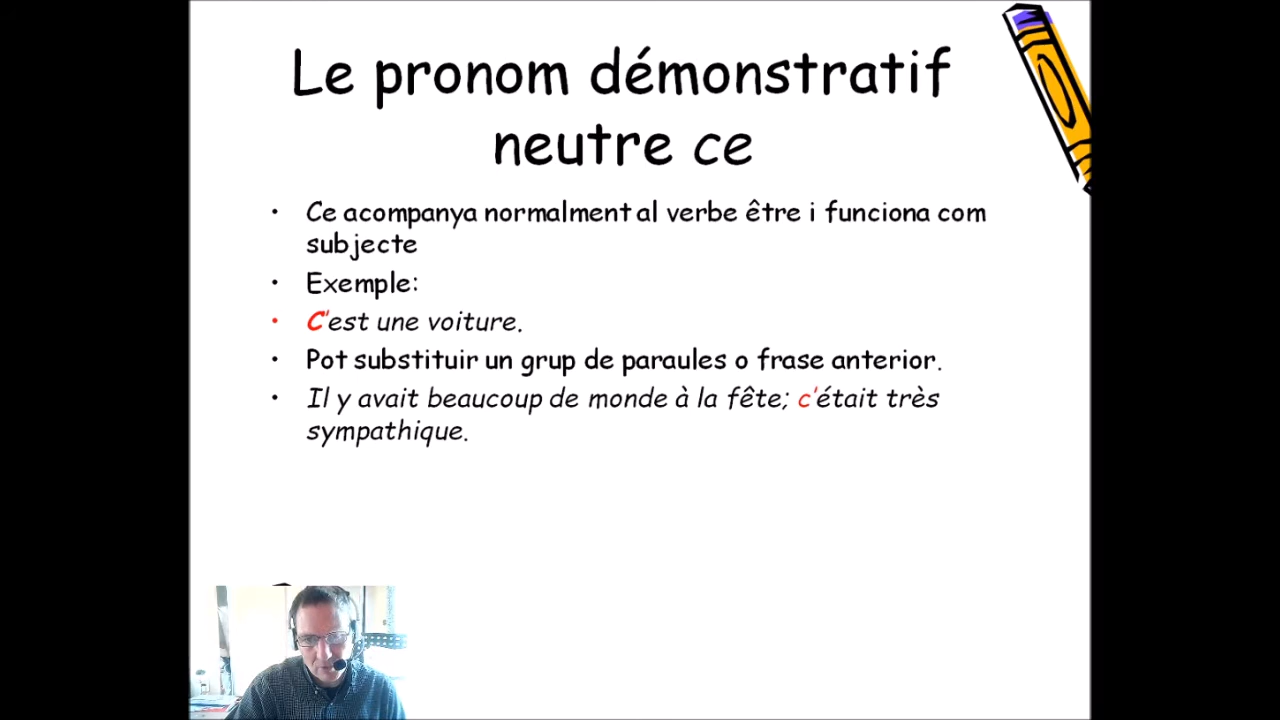 Le pronom démonstratif
neutre ce
• Ce acompanya normalment al verbe être i funciona com
subjecte
• Exemple:
• C'est une voiture.
• Pot substituir un grup de paraules o frase anterior.
• Il y avait beaucoup de monde à la fête; c'était très
sympathique.